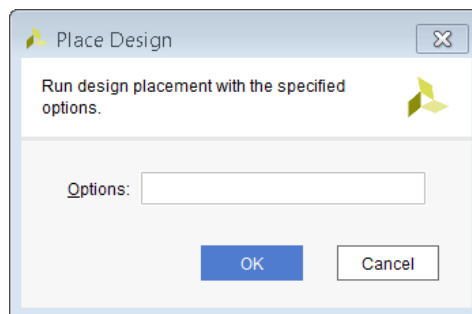 Place Design
Run design placement with the specified
options.
Options:
OK
Cancel